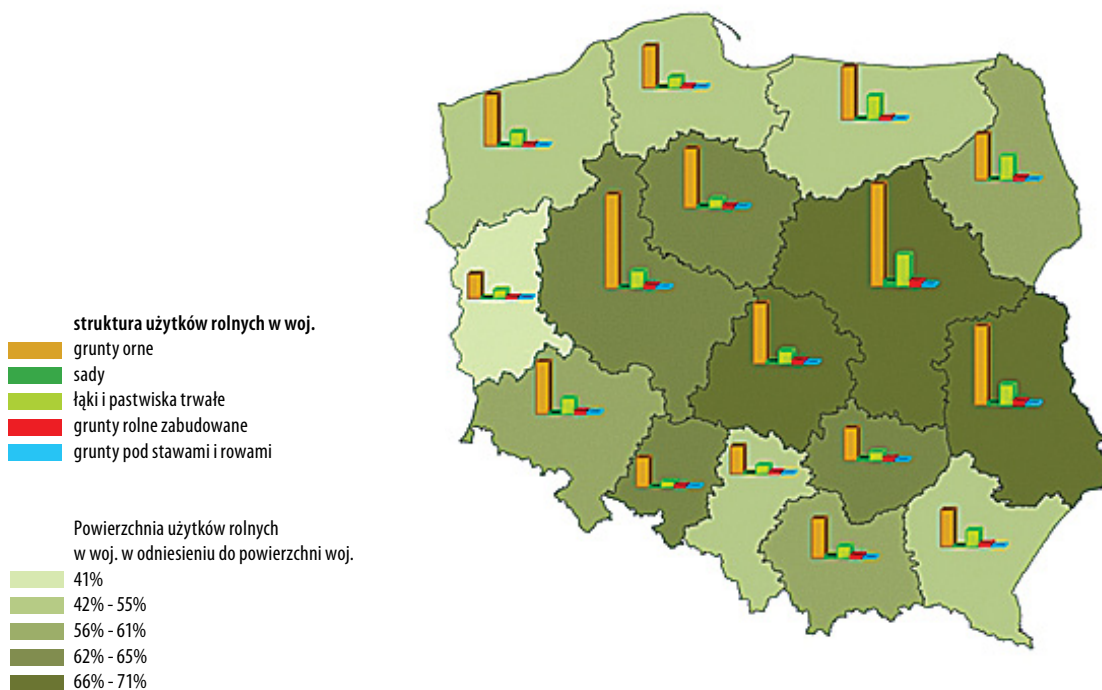 struktura użytków rolnych w woj.
grunty orne
sady
łąki i pastwiska trwałe
grunty rolne zabudowane
grunty pod stawami i rowami
Powierzchnia użytków rolnych
w woj. w odniesieniu do powierzchni woj.
41%
42% - 55%
56% - 61%
62% - 65%
66% - 71%